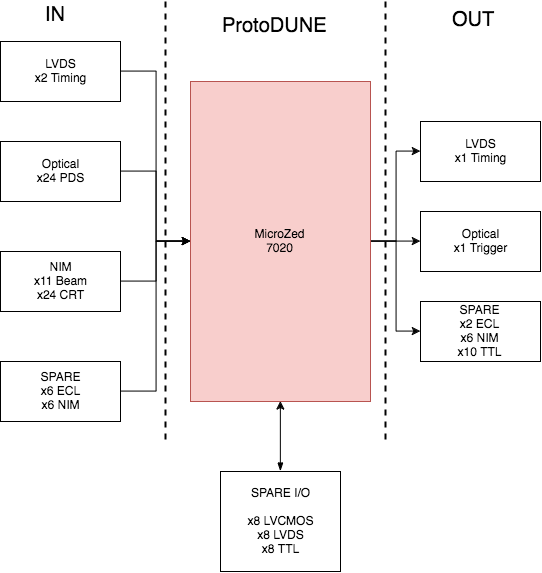 IN
ProtoDUNE
OUT
LVDS
x2 Timing
Optical
x24 PDS
NIM
x11 Beam
x24 CRT
SPARE
x6 ECL
x6 NIM
MicroZed
7020
LVDS
x1 Timing
Optical
x1 Trigger
SPARE
x2 ECL
x6 NIM
x10 TTL
SPARE I/O
x8 LVCMOS
x8 LVDS
x8 TTL